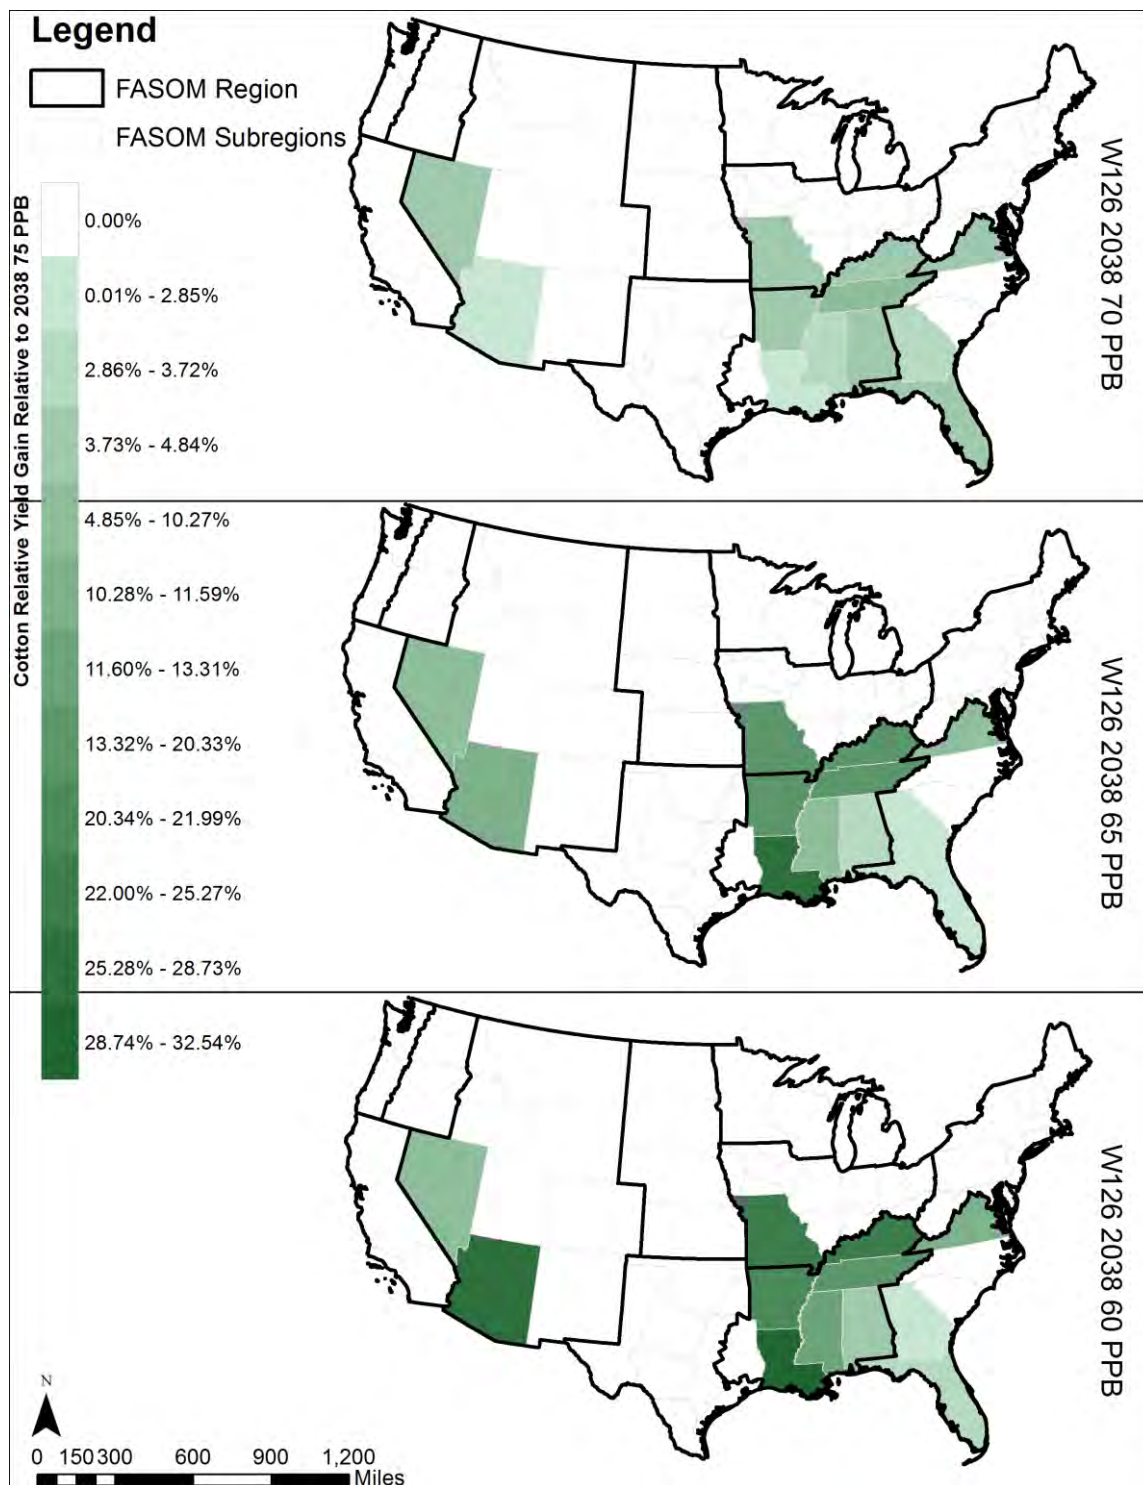 Legend
FASOM Region
FASOM Subregions
Cotton Relative Yield Gain Relative to 2038 75 PPB
0.00%
0.01% - 2.85%
2.86% - 3.72%
3.73% - 4.84%
4.85% - 10.27%
10.28% - 11.59%
11.60% - 13.31%
13.32% - 20.33%
20.34% - 21.99%
22.00% - 25.27%
25.28% - 28.73%
28.74% - 32.54%
W126 2038 70 PPB
W126 2038 65 PPB
W126 2038 60 PPB
N
0 150 300 600 900 1,200
Miles